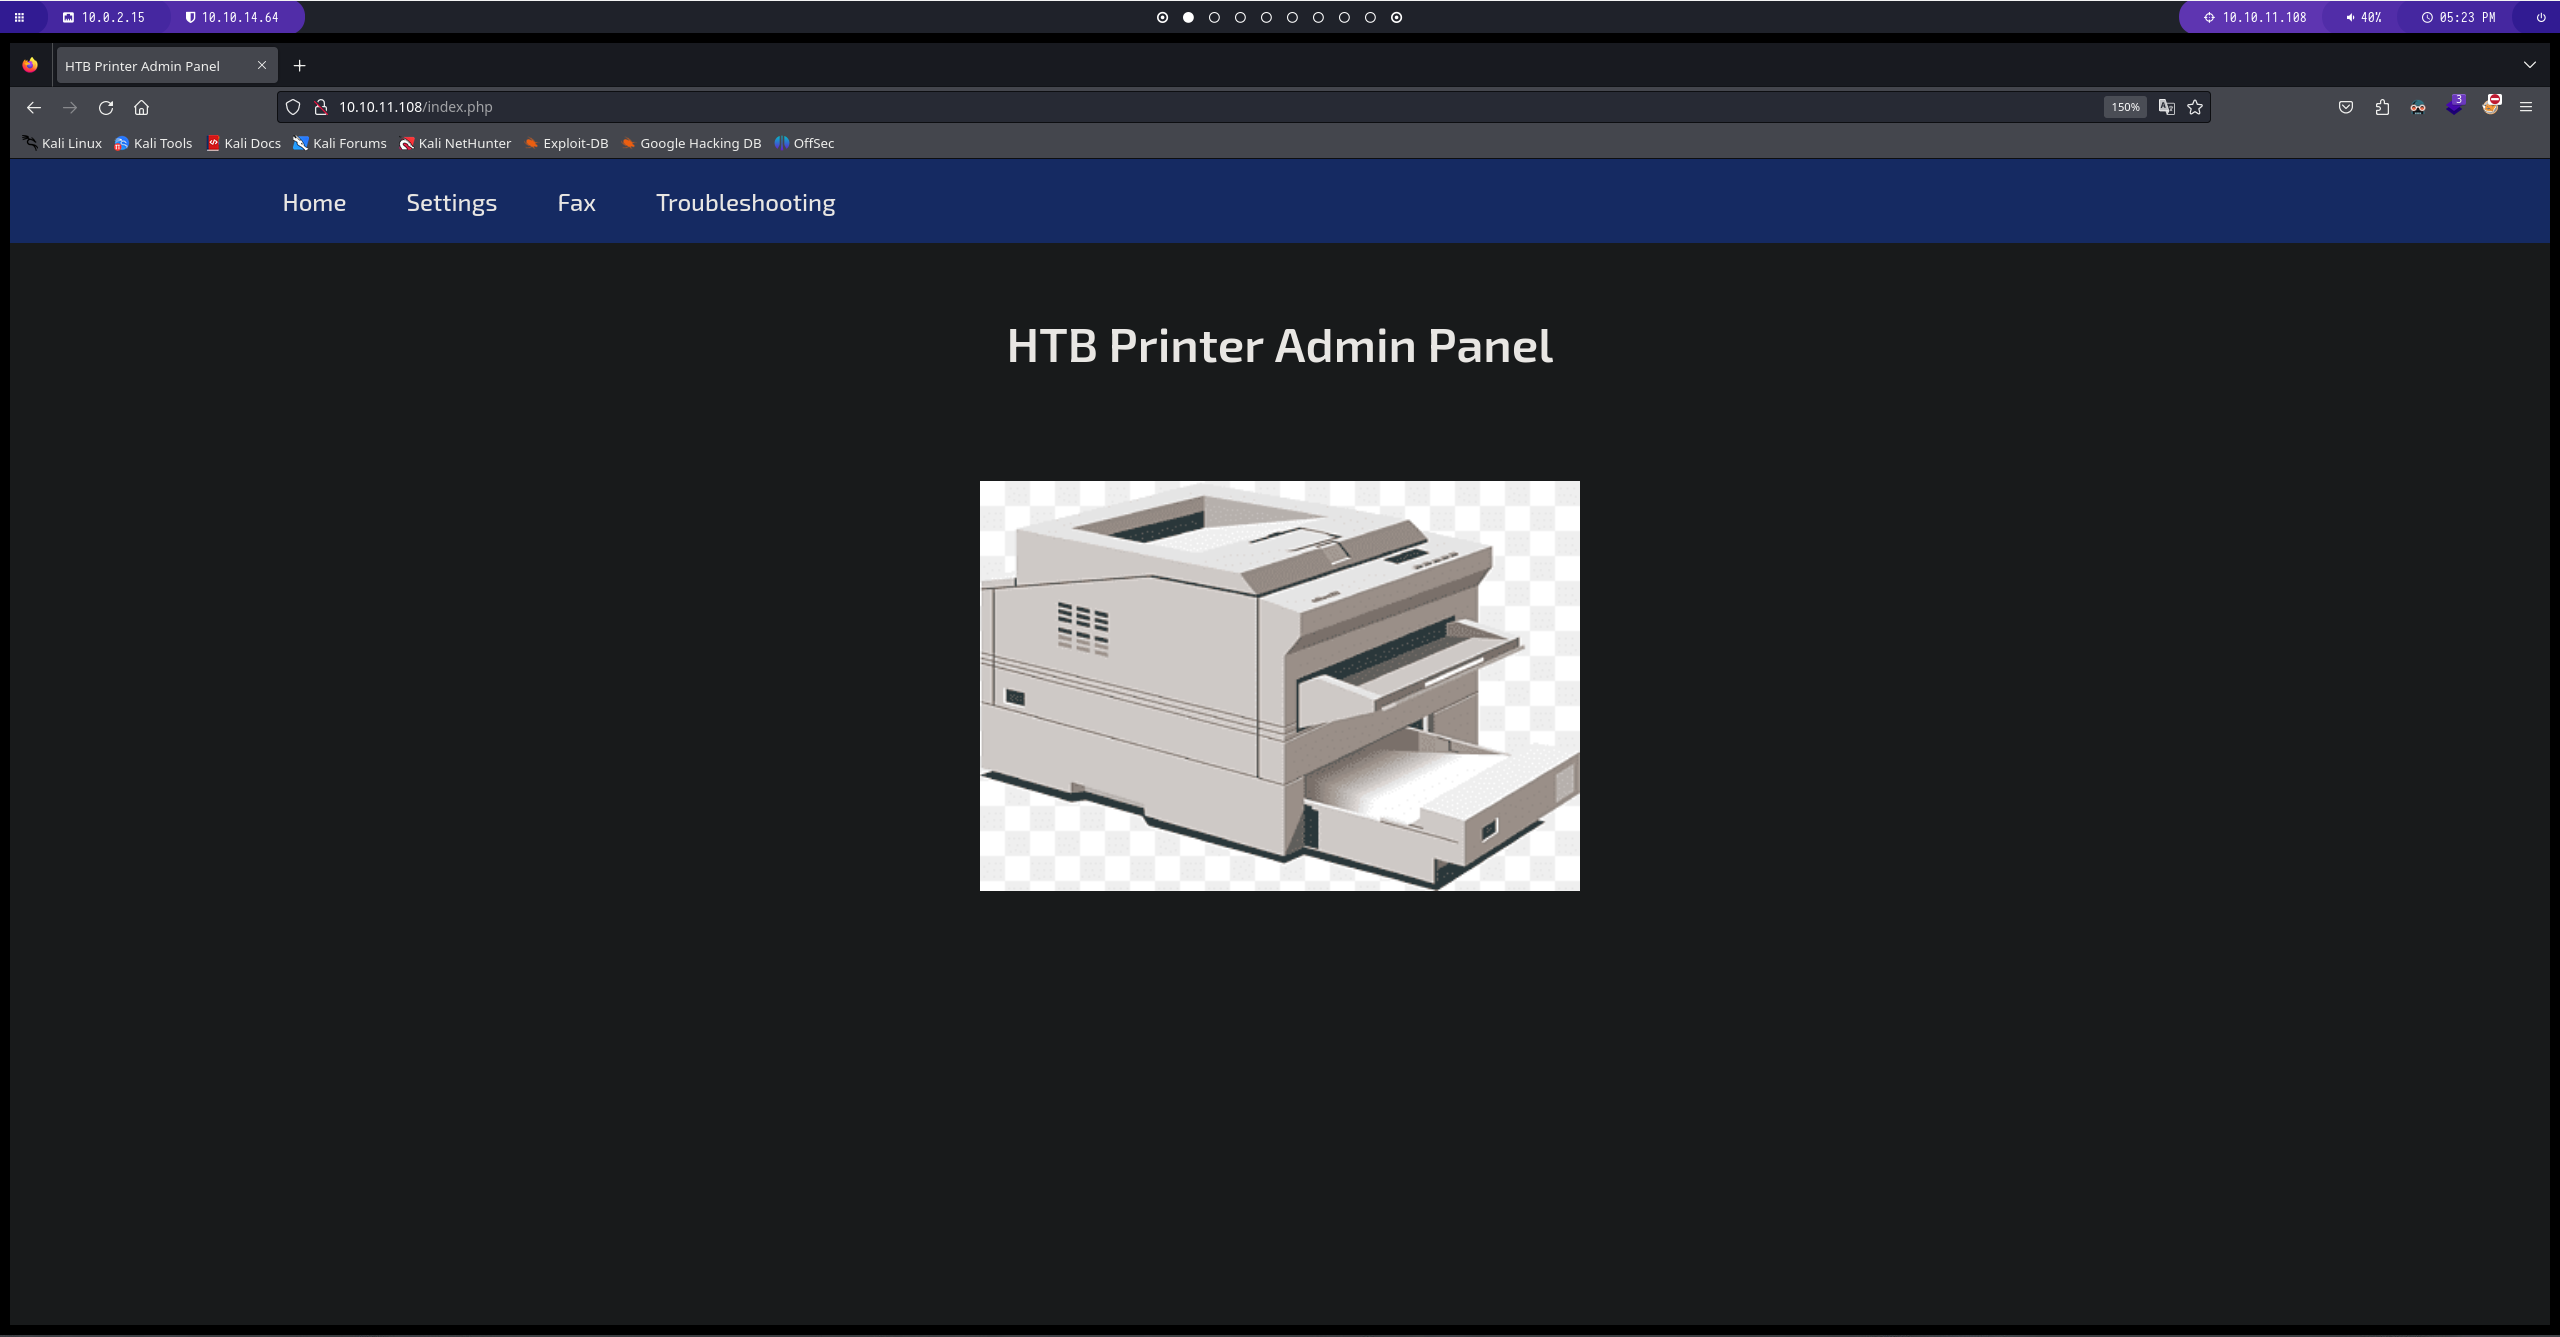 10.0.2.15 10.10.14.64 10.10.11.108 40% 05:23 PM
HTB Printer Admin Panel
10.10.11.108/index.php 150% 3
Kali Linux Kali Tools Kali Docs Kali Forums Kali NetHunter Exploit-DB Google Hacking DB OffSec
Home Settings Fax Troubleshooting
HTB Printer Admin Panel